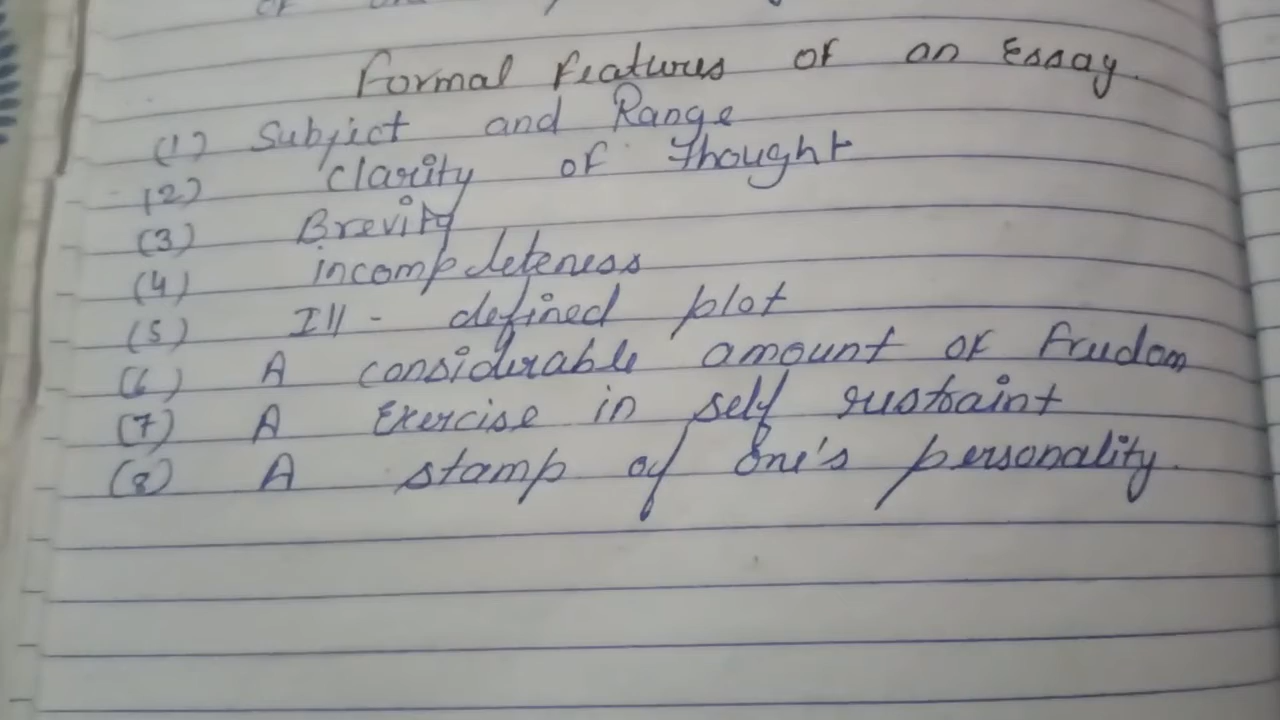 Formal Features of an Essay.
(1) Subject and Range
(2) Clarity of Thought
(3) Brevity
(4) incompleteness
(5) Ill - defined plot
(6) A considerable amount of Freedom
(7) A Exercise in self restraint
(8) A stamp of One's personality.